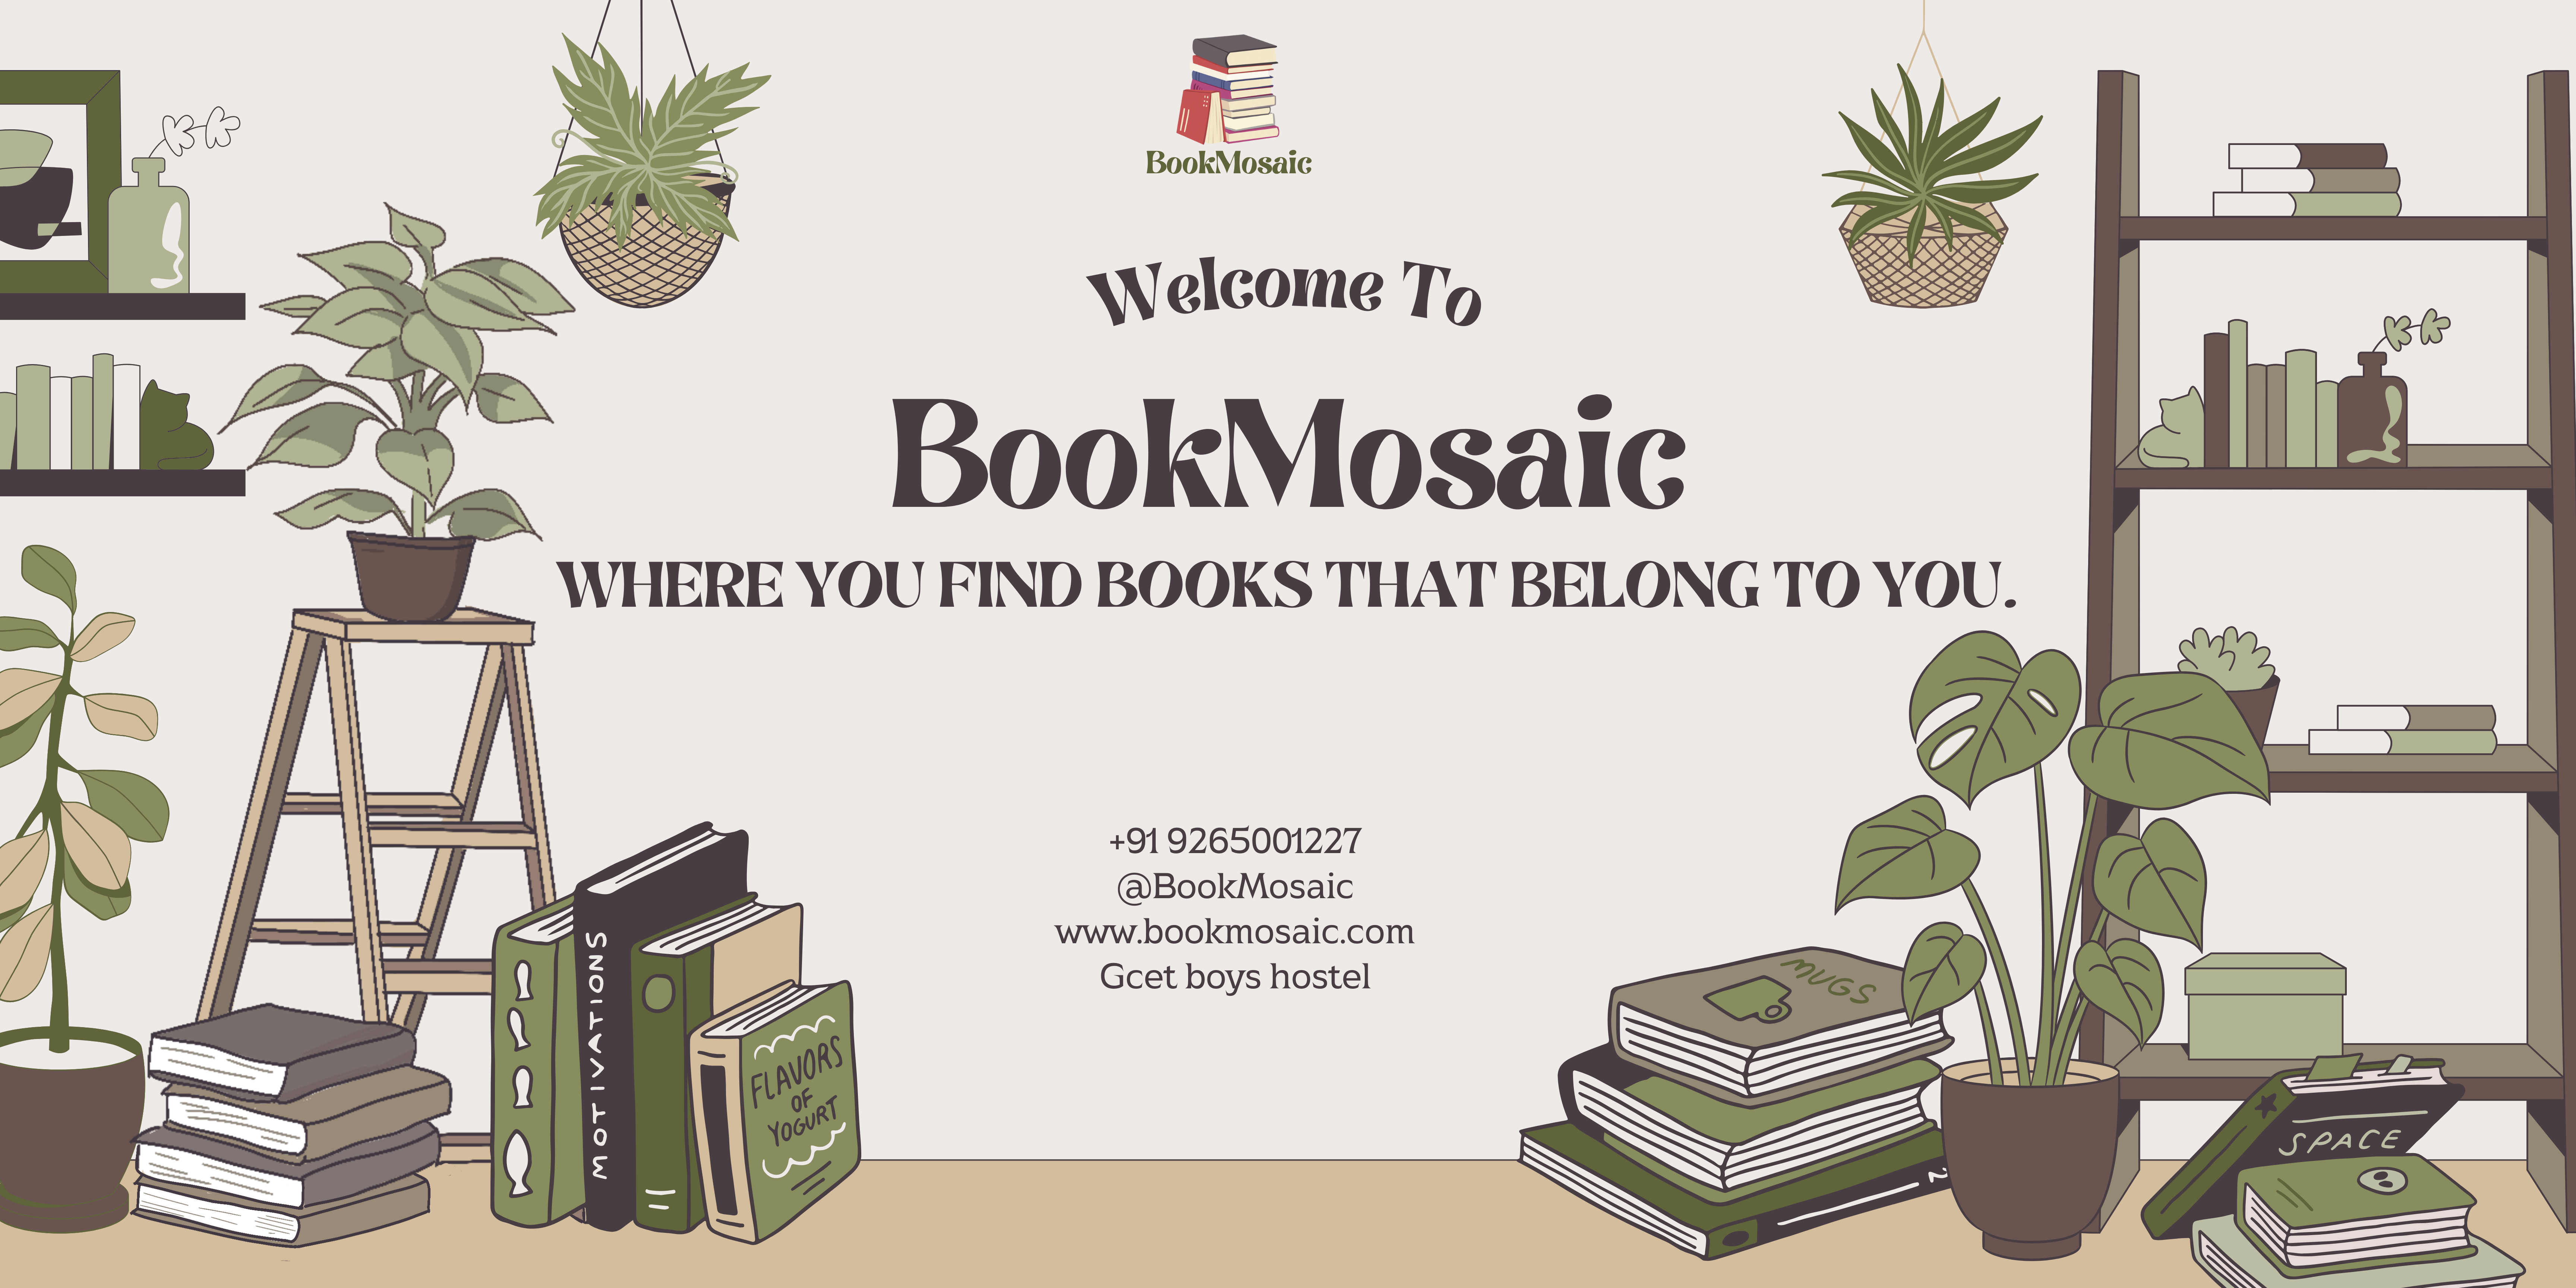 BookMosaic
Welcome To
BookMosaic
WHERE YOU FIND BOOKS THAT BELONG TO YOU.
+91 9265001227
@BookMosaic
www.bookmosaic.com
Gcet boys hostel
MOTIVATIONS
FLAVORS
OF
YOGURT
MUGS
SPACE